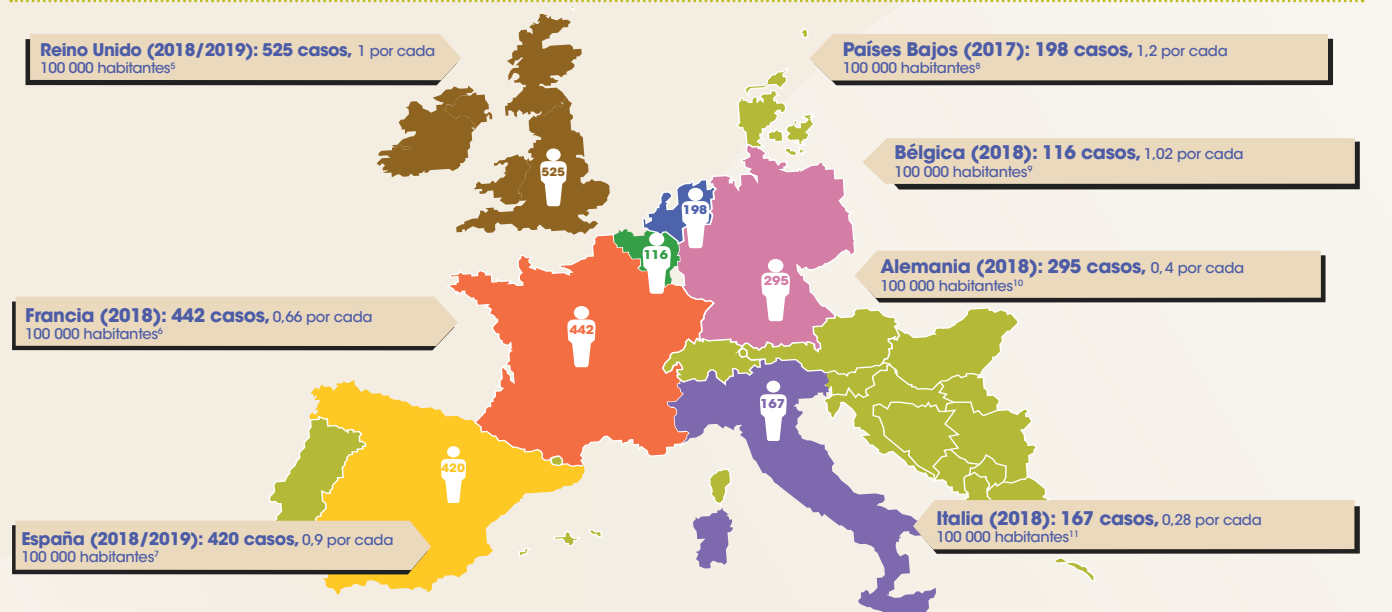 Reino Unido (2018/2019): 525 casos, 1 por cada
100 000 habitantes⁵
Países Bajos (2017): 198 casos, 1,2 por cada
100 000 habitantes⁸
Bélgica (2018): 116 casos, 1,02 por cada
100 000 habitantes⁹
525
198
116
Alemania (2018): 295 casos, 0,4 por cada
100 000 habitantes¹⁰
295
Francia (2018): 442 casos, 0,66 por cada
100 000 habitantes⁶
442
167
420
Italia (2018): 167 casos, 0,28 por cada
100 000 habitantes¹¹
España (2018/2019): 420 casos, 0,9 por cada
100 000 habitantes⁷